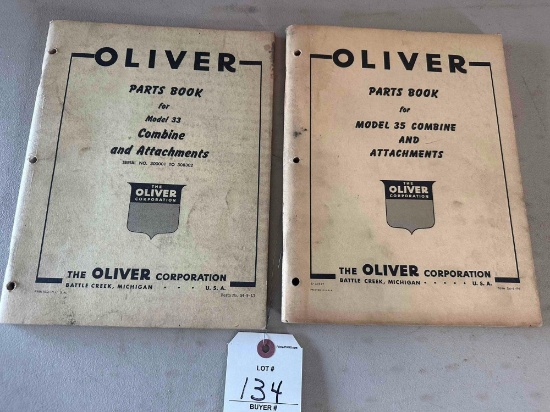 OLIVER
PARTS BOOK
for
Model 33
Combine
and Attachments
THE
OLIVER
CORPORATION
THE OLIVER CORPORATION
BATTLE CREEK, MICHIGAN • • • • U. S. A.
OLIVER
PARTS BOOK
for
MODEL 35 COMBINE
AND
ATTACHMENTS
THE
OLIVER
CORPORATION
THE OLIVER CORPORATION
BATTLE CREEK, MICHIGAN • • • • U. S. A.
LOT #
134
BUYER #